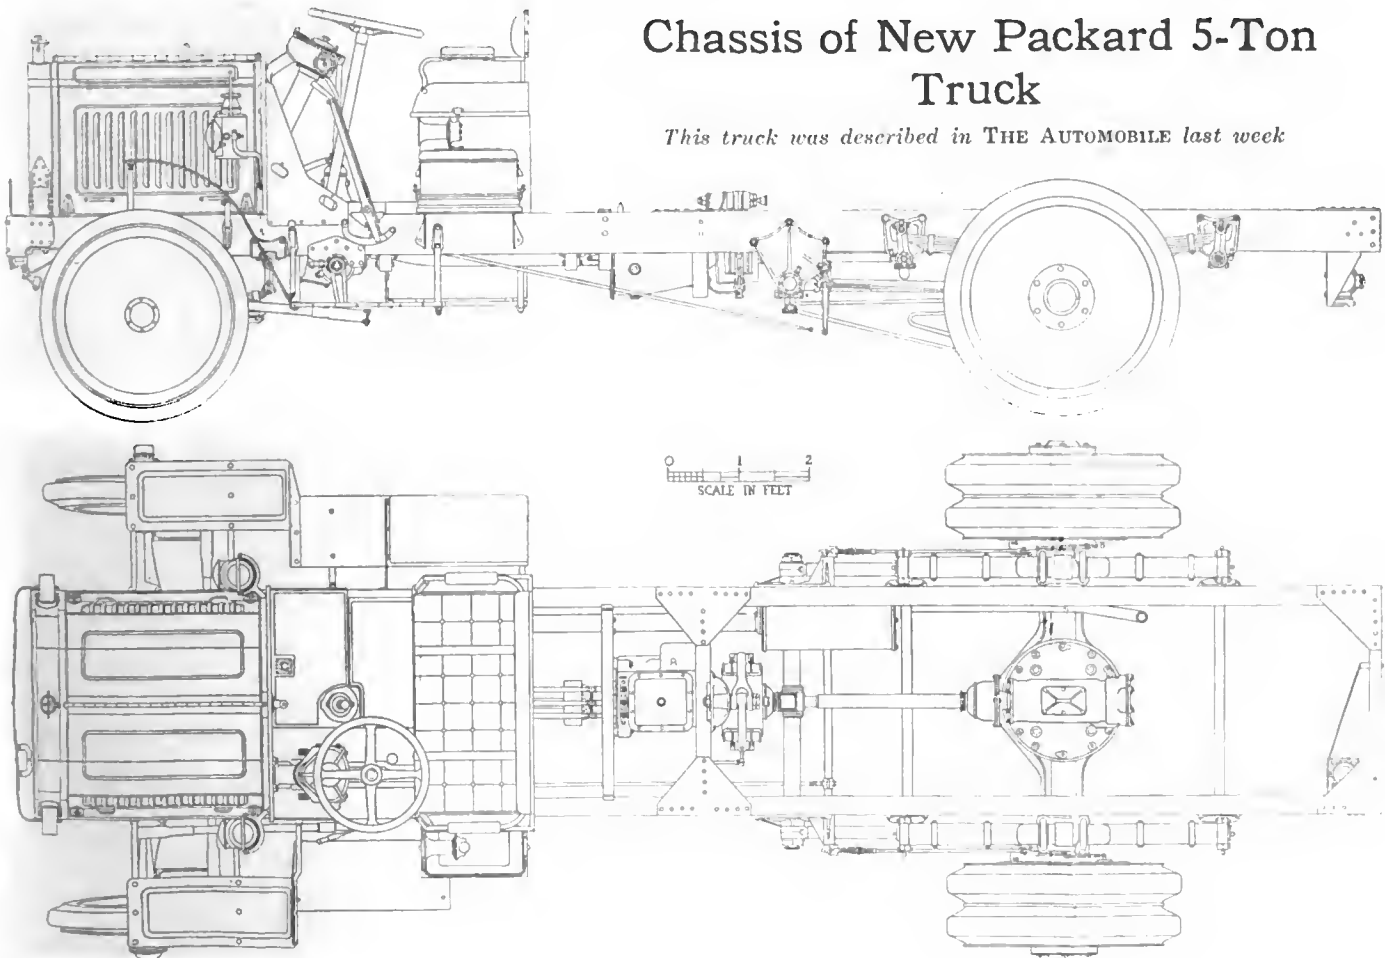 Chassis of New Packard 5-Ton
Truck
This truck was described in THE AUTOMOBILE last week
0 1 2
SCALE IN FEET